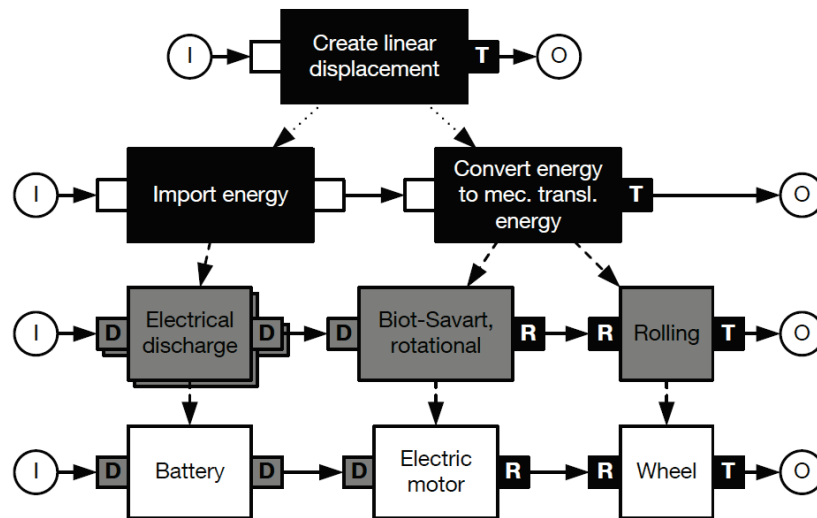 I
Create linear
displacement
T
O
I
Import energy
Convert energy
to mec. transl.
energy
T
O
I
D
Electrical
discharge
D
D
Biot-Savart,
rotational
R
R
Rolling
T
O
I
D
Battery
D
D
Electric
motor
R
R
Wheel
T
O